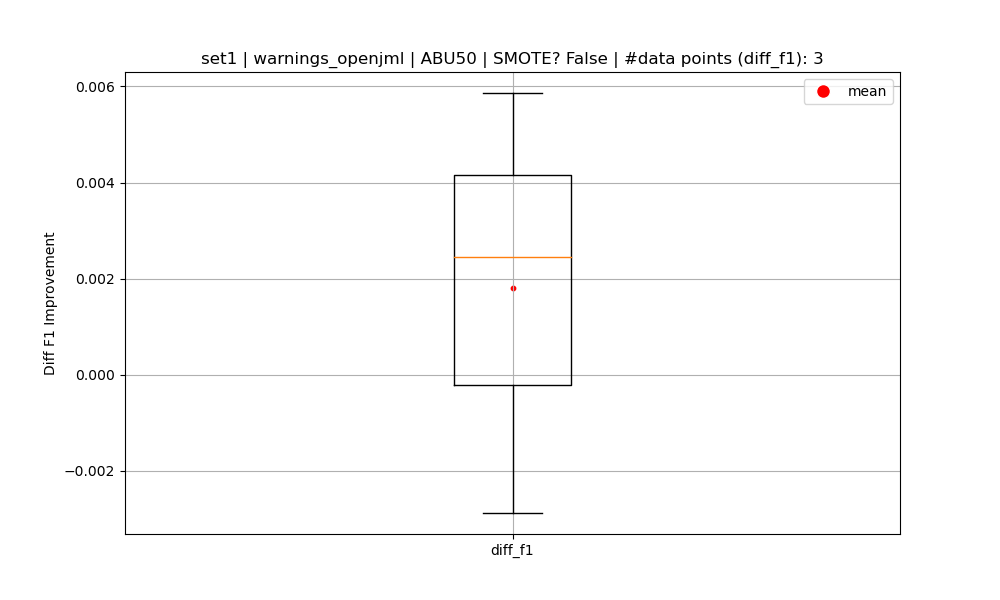 set1 | warnings_openjml | ABU50 | SMOTE? False | #data points (diff_f1): 3
mean
Diff F1 Improvement
0.006
0.004
0.002
0.000
−0.002
diff_f1